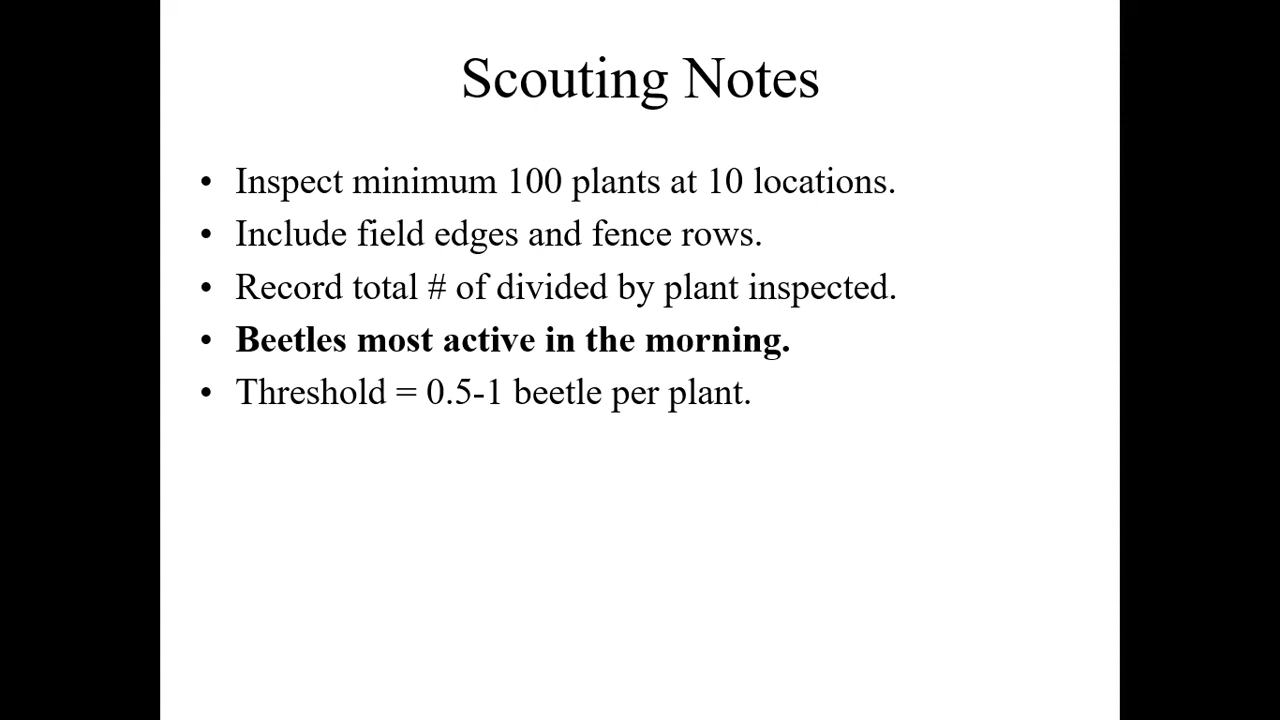 Scouting Notes
• Inspect minimum 100 plants at 10 locations.
• Include field edges and fence rows.
• Record total # of divided by plant inspected.
• Beetles most active in the morning.
• Threshold = 0.5-1 beetle per plant.